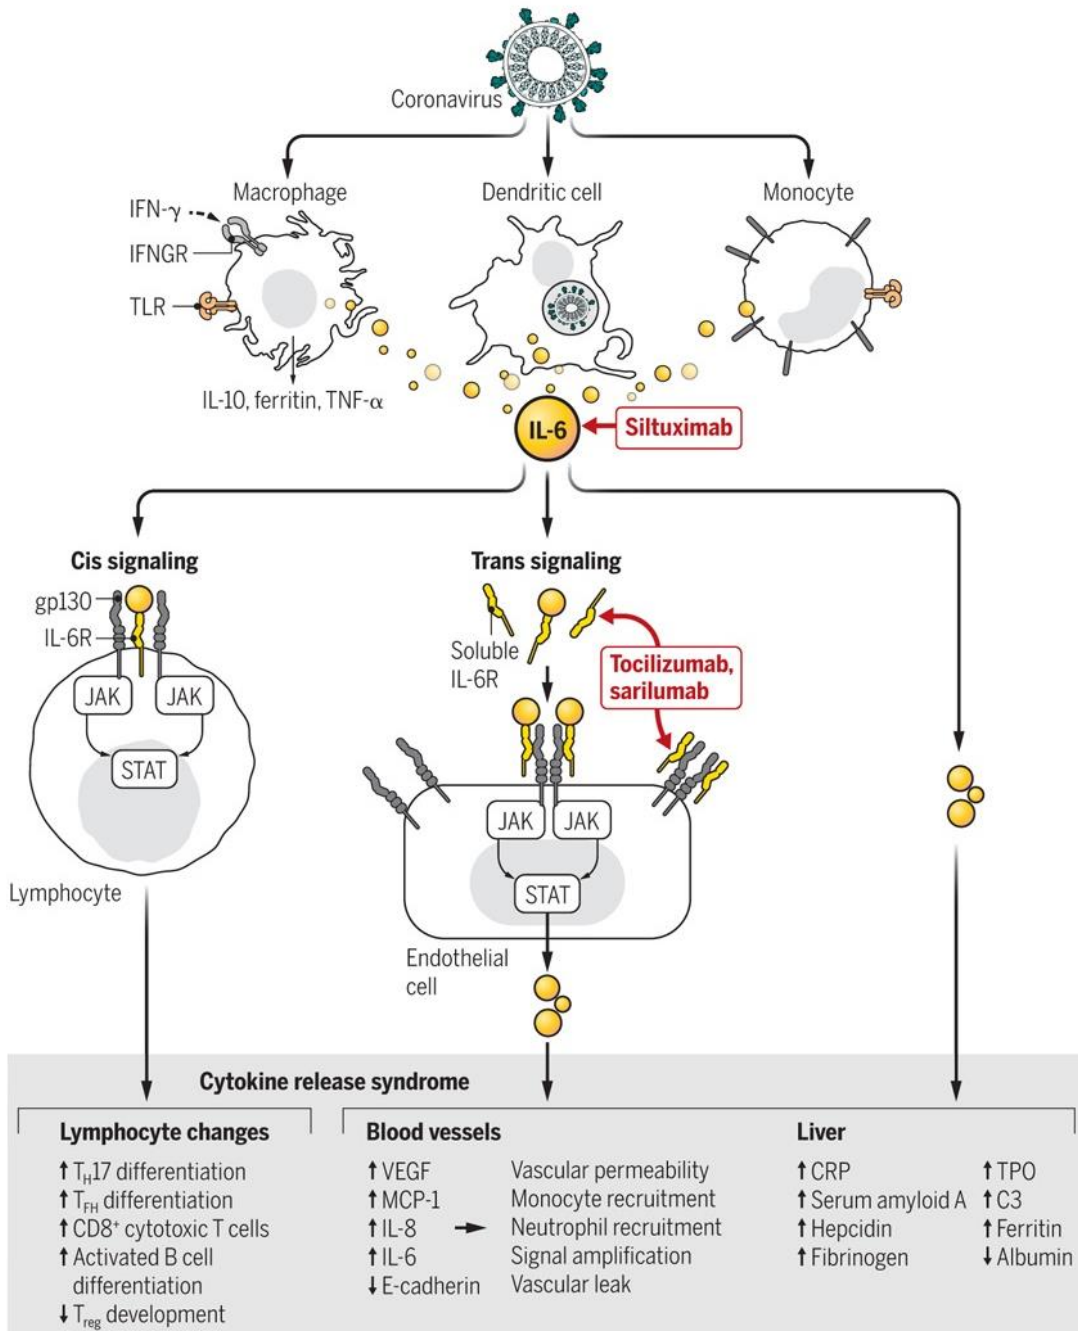 Coronavirus
Macrophage
Dendritic cell
Monocyte
IFN-γ
IFNGR
TLR
IL-10, ferritin, TNF-α
IL-6
Siltuximab
Cis signaling
Trans signaling
gp130
IL-6R
Soluble
IL-6R
Tocilizumab,
sarilumab
JAK
JAK
STAT
JAK
JAK
STAT
Lymphocyte
Endothelial
cell
Cytokine release syndrome
Lymphocyte changes
↑ TH17 differentiation
↑ TFH differentiation
↑ CD8+ cytotoxic T cells
↑ Activated B cell
differentiation
↓ Treg development
Blood vessels
↑ VEGF Vascular permeability
↑ MCP-1 Monocyte recruitment
↑ IL-8 → Neutrophil recruitment
↑ IL-6 Signal amplification
↓ E-cadherin Vascular leak
Liver
↑ CRP ↑ TPO
↑ Serum amyloid A ↑ C3
↑ Hepcidin ↑ Ferritin
↑ Fibrinogen ↓ Albumin